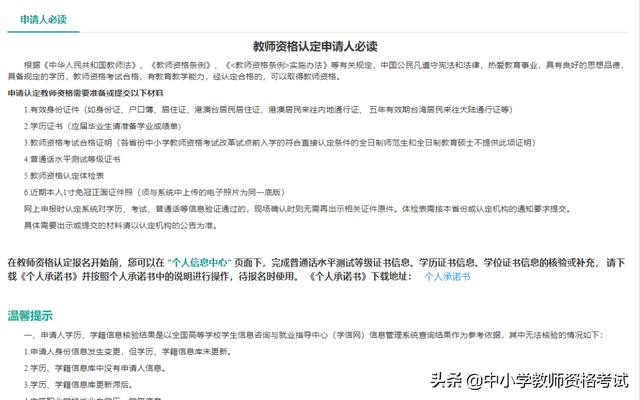 申请人必读
教师资格认定申请人必读
根据《中华人民共和国教师法》、《教师资格条例》、《<教师资格条例>实施办法》等有关规定，中国公民凡遵守宪法和法律，热爱教育事业，具有良好的思想品德，
具备规定的学历，教师资格考试合格，有教育教学能力，经认定合格的，可以取得教师资格。
申请认定教师资格需要准备或提交以下材料
1.有效身份证件（如身份证、户口簿、居住证、港澳台居民居住证、港澳居民来往内地通行证、五年有效期台湾居民来往大陆通行证等）
2.学历证书（应届毕业生请准备学业成绩单）
3.教师资格考试合格证明（各省份中小学教师资格考试改革试点前入学的符合直接认定条件的全日制师范生和全日制教育硕士不提供此项证明）
4.普通话水平测试等级证书
5.教师资格认定体检表
6.近期本人1寸免冠正面证件照（须与系统中上传的电子照片为同一底版）
网上申报时认定系统对学历、考试、普通话等信息验证通过的，现场确认时则无需再出示相关证件原件。体检表需按本省份或认定机构的通知要求提交。
具体需要出示或提交的材料请以认定机构的公告为准。
在教师资格认定报名开始前，您可以在 “个人信息中心” 页面下，完成普通话水平测试等级证书信息、学历证书信息、学位证书信息的核验或补充， 请下
载《个人承诺书》并按照个人承诺书中的说明进行操作，待报名时使用。 《个人承诺书》下载地址： 个人承诺书
温馨提示
一、申请人学历、学籍信息核验结果是以全国高等学校学生信息咨询与就业指导中心（学信网）信息管理系统查询结果作为参考依据，其中无法核验的情况如下：
1.申请人身份信息发生变更，但学历、学籍信息库未更新。
2.学历、学籍信息库中没有申请人信息。
3.学历、学籍信息库更新滞后。
头条 @中小学教师资格考试